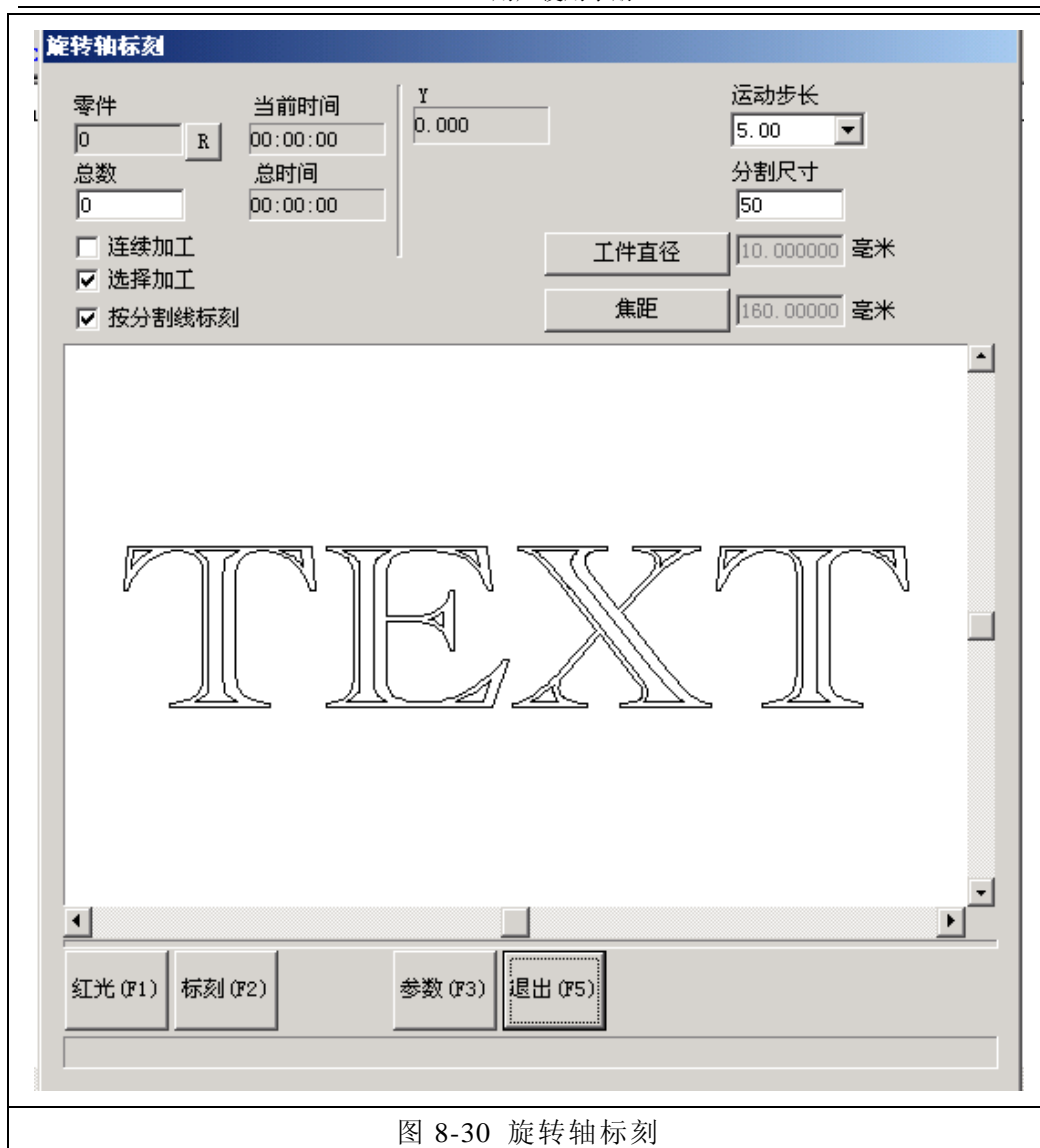 旋转轴标刻
零件 当前时间 Y 运动步长
0 R 00:00:00 0.000 5.00
总数 总时间 分割尺寸
0 00:00:00 50
连续加工 工件直径 10.000000 毫米
选择加工
按分割线标刻 焦距 160.00000 毫米
TEXT
红光(F1) 标刻(F2) 参数(F3) 退出(F5)
图 8-30 旋转轴标刻